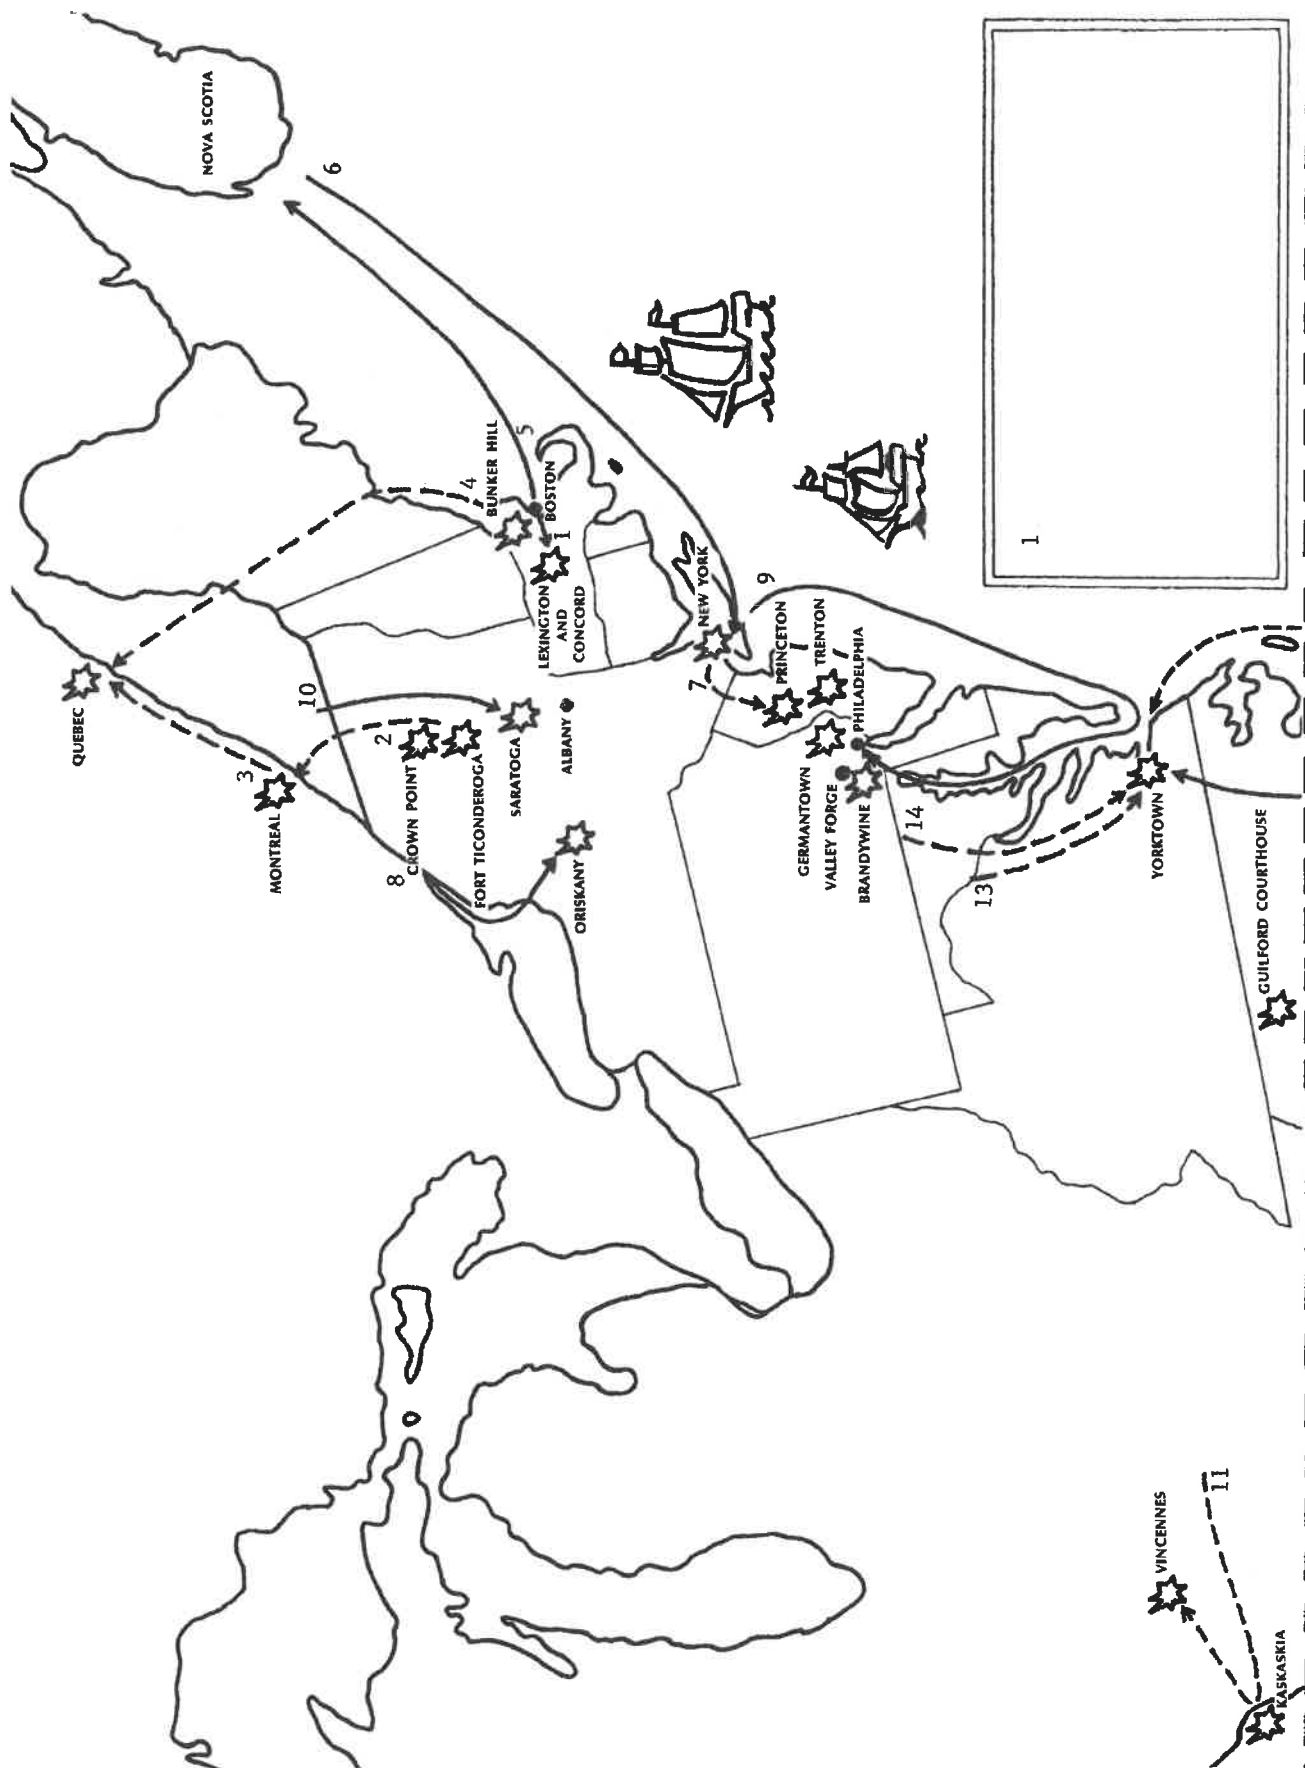 NOVA SCOTIA
6
QUEBEC
3
MONTREAL
10
2
8
CROWN POINT
FORT TICONDEROGA
SARATOGA
ALBANY
ORISKANY
4
BUNKER HILL
5
BOSTON
1
LEXINGTON
AND
CONCORD
NEW YORK
7
9
PRINCETON
TRENTON
PHILADELPHIA
GERMANTOWN
VALLEY FORGE
BRANDYWINE
14
13
YORKTOWN
GUILFORD COURTHOUSE
1
VINCENNES
11
KASKASKIA